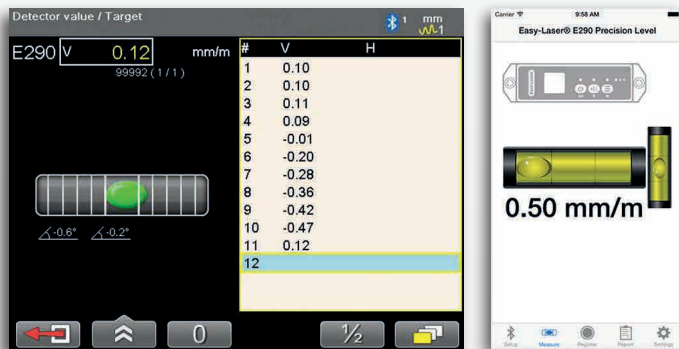 Detector value / Target
1
mm
1
E290 V 0.12 mm/m
99992 ( 1 / 1 )
-0.6° -0.2°
# V H
1 0.10
2 0.10
3 0.11
4 0.09
5 -0.01
6 -0.20
7 -0.28
8 -0.36
9 -0.42
10 -0.47
11 0.12
12
0
½
Carrier 9:58 AM
Easy-Laser® E290 Precision Level
0.50 mm/m
Setup Measure Register Report Settings